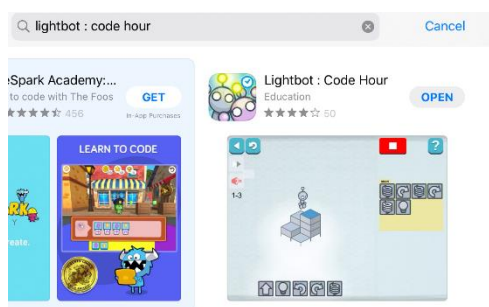 lightbot : code hour
Cancel
eSpark Academy:...
to code with The Foos
456
GET
In-App Purchases
Lightbot : Code Hour
Education
50
OPEN
LEARN TO CODE
1-3
?